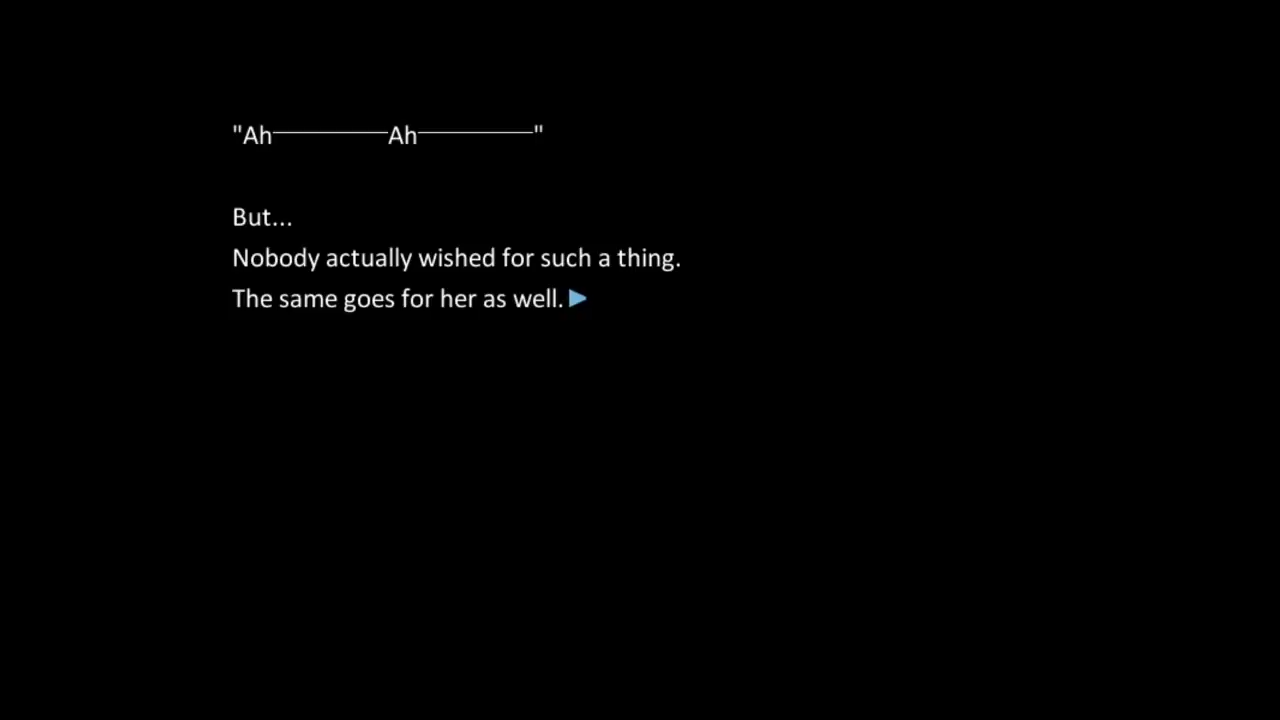 "Ah————Ah————"
But...
Nobody actually wished for such a thing.
The same goes for her as well.